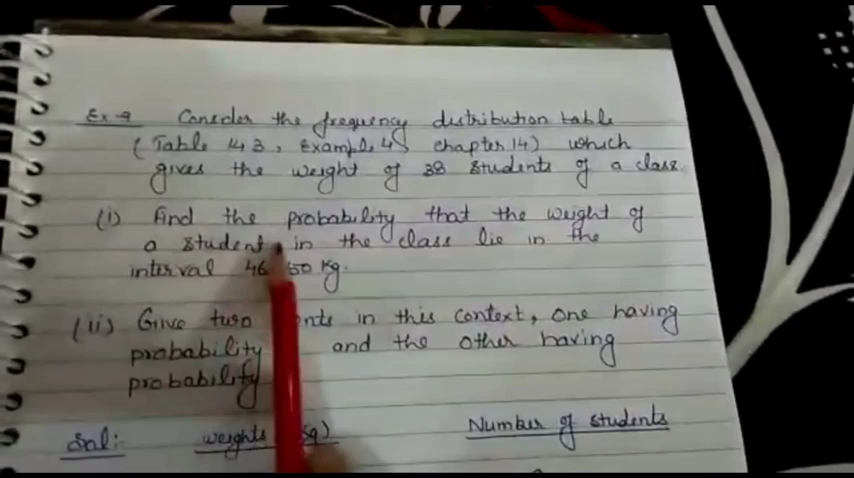 Ex-9 Consider the frequency distribution table
(Table 14.3, Example 4, chapter 14) which
gives the weight of 38 students of a class.
(i) Find the probability that the weight of
a student in the class lie in the
interval 46 50 kg.
(ii) Give two in this context, one having
probability and the other having
probability
Sol: weights Number of students